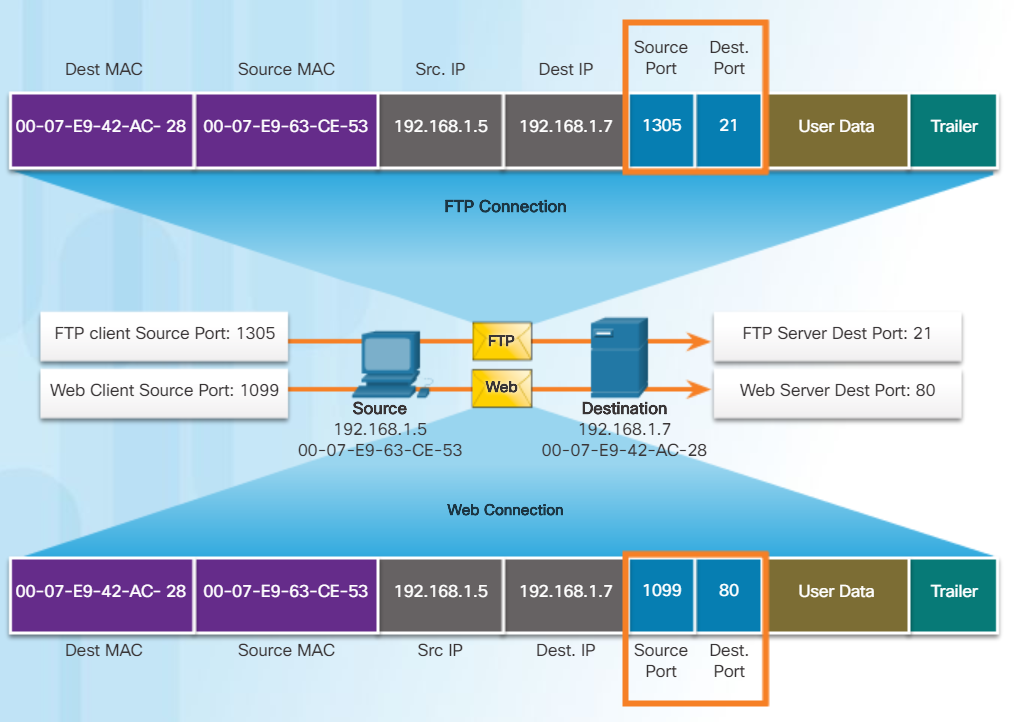 Dest MAC
Source MAC
Src. IP
Dest IP
Source
Port
Dest.
Port
00-07-E9-42-AC- 28
00-07-E9-63-CE-53
192.168.1.5
192.168.1.7
1305
21
User Data
Trailer
FTP Connection
FTP client Source Port: 1305
FTP
FTP Server Dest Port: 21
Web Client Source Port: 1099
Web
Web Server Dest Port: 80
Source
192.168.1.5
00-07-E9-63-CE-53
Destination
192.168.1.7
00-07-E9-42-AC-28
Web Connection
00-07-E9-42-AC- 28
00-07-E9-63-CE-53
192.168.1.5
192.168.1.7
1099
80
User Data
Trailer
Dest MAC
Source MAC
Src IP
Dest. IP
Source
Port
Dest.
Port